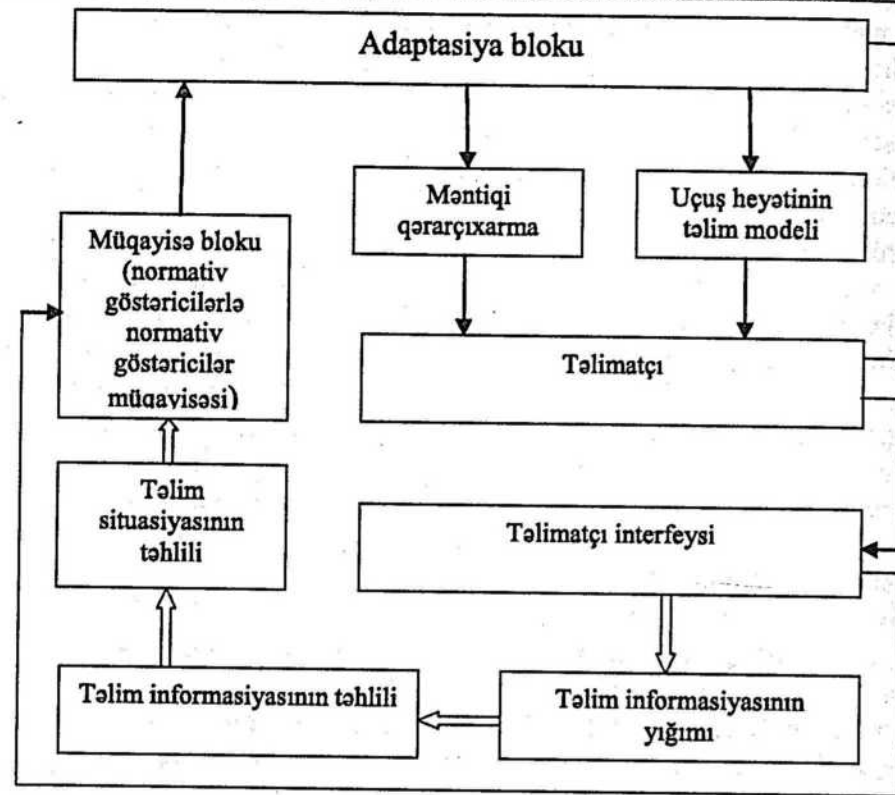 Adaptasiya bloku
Məntiqi
qərarçıxarma
Uçuş heyətinin
təlim modeli
Müqayisə bloku
(normativ
göstəricilərlə
normativ
göstəricilər
müqayisəsi)
Təlimatçı
Təlim
situasiyasının
təhlili
Təlimatçı interfeysi
Təlim informasiyasının təhlili
Təlim informasiyasının
yığımı